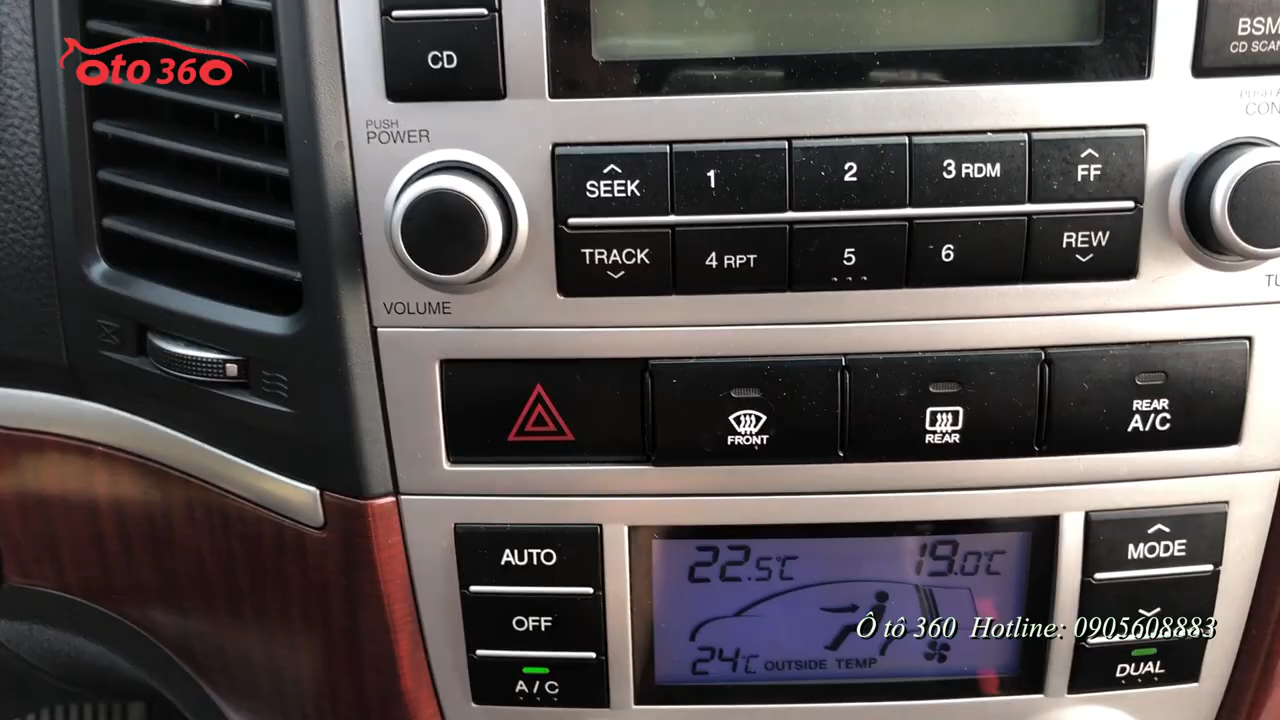 ôto 360
CD
BSM
CD SCAN
PUSH
POWER
CON
SEEK
1
2
3 RDM
FF
TRACK
4 RPT
5
6
REW
VOLUME
FRONT
REAR
REAR
A/C
AUTO
OFF
A/C
22.5°C
19.0°C
24°C OUTSIDE TEMP
MODE
DUAL
Ô tô 360 Hotline: 0905608883